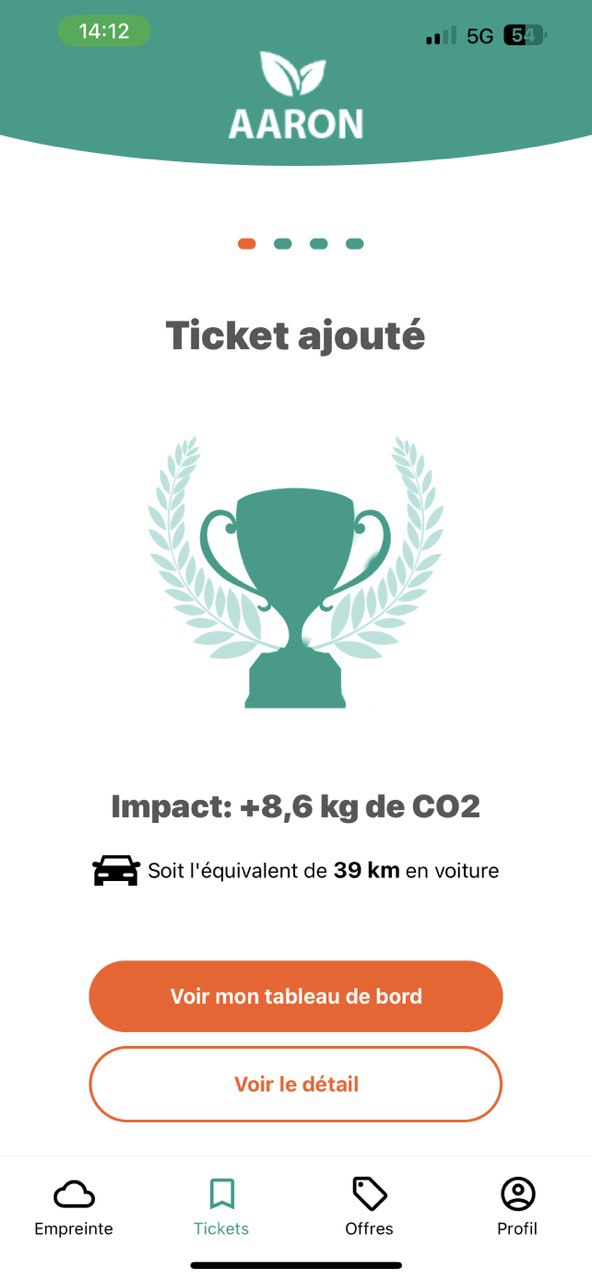 14:12
5G
54
AARON
Ticket ajouté
Impact: +8,6 kg de CO2
Soit l'équivalent de 39 km en voiture
Voir mon tableau de bord
Voir le détail
Empreinte
Tickets
Offres
Profil